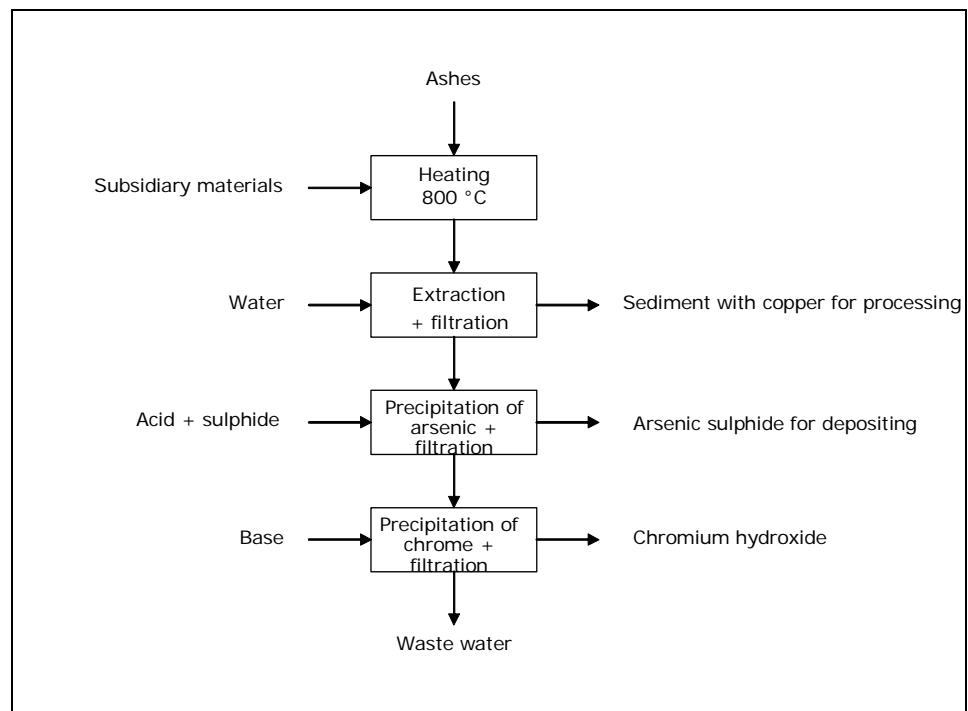 Ashes
Subsidiary materials
Heating
800 °C
Water
Extraction
+ filtration
Sediment with copper for processing
Acid + sulphide
Precipitation of
arsenic +
filtration
Arsenic sulphide for depositing
Base
Precipitation of
chrome +
filtration
Chromium hydroxide
Waste water